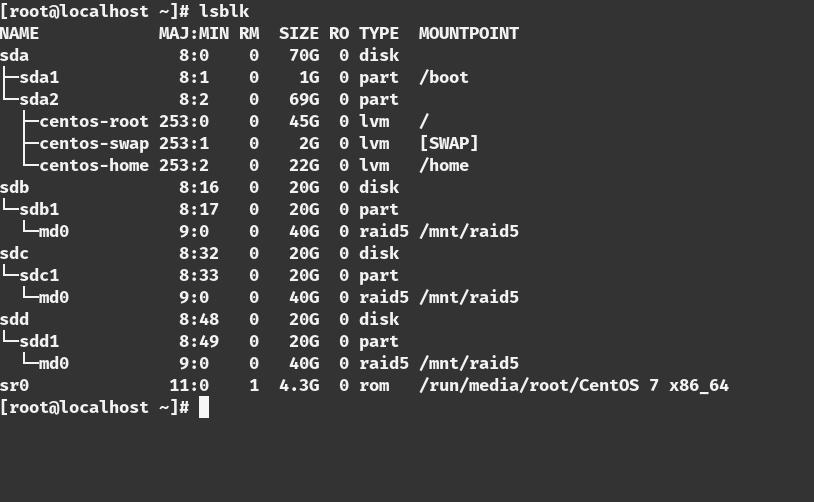 [root@localhost ~]# lsblk
NAME            MAJ:MIN RM  SIZE RO TYPE  MOUNTPOINT
sda               8:0    0   70G  0 disk
├─sda1            8:1    0    1G  0 part  /boot
└─sda2            8:2    0   69G  0 part
  ├─centos-root 253:0    0   45G  0 lvm   /
  ├─centos-swap 253:1    0    2G  0 lvm   [SWAP]
  └─centos-home 253:2    0   22G  0 lvm   /home
sdb               8:16   0   20G  0 disk
└─sdb1            8:17   0   20G  0 part
  └─md0           9:0    0   40G  0 raid5 /mnt/raid5
sdc               8:32   0   20G  0 disk
└─sdc1            8:33   0   20G  0 part
  └─md0           9:0    0   40G  0 raid5 /mnt/raid5
sdd               8:48   0   20G  0 disk
└─sdd1            8:49   0   20G  0 part
  └─md0           9:0    0   40G  0 raid5 /mnt/raid5
sr0              11:0    1  4.3G  0 rom   /run/media/root/CentOS 7 x86_64
[root@localhost ~]#